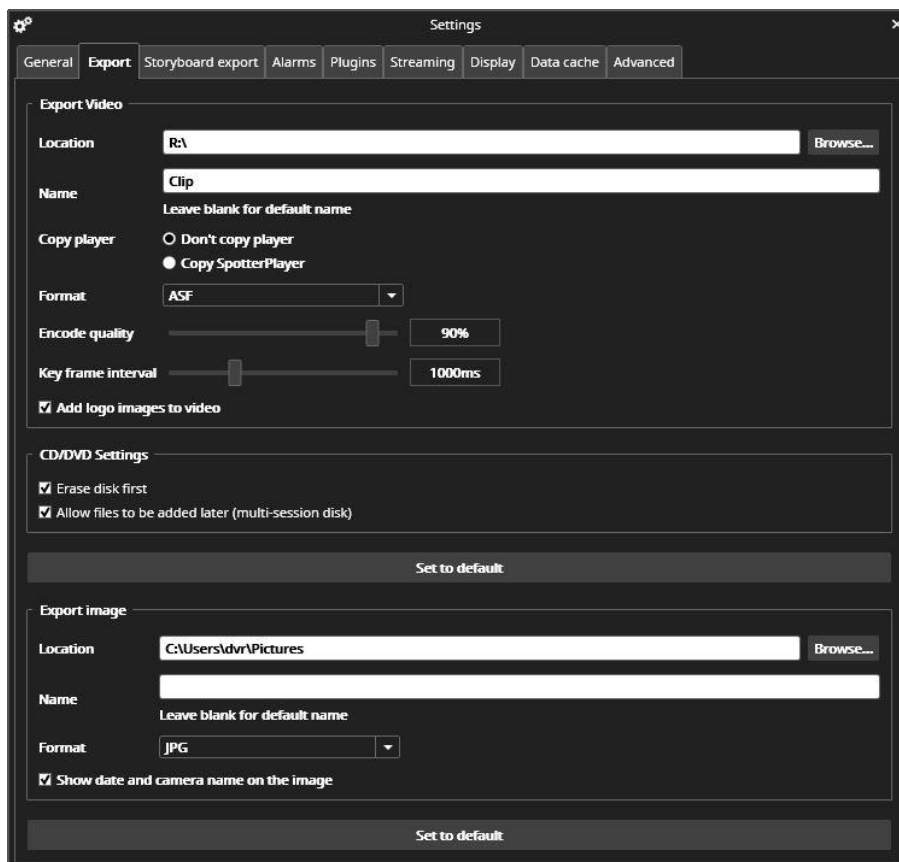 Settings
General Export Storyboard export Alarms Plugins Streaming Display Data cache Advanced
Export Video
Location R:\ Browse...
Name Clip
Leave blank for default name
Copy player Don't copy player
Copy SpotterPlayer
Format ASF
Encode quality 90%
Key frame interval 1000ms
Add logo images to video
CD/DVD Settings
Erase disk first
Allow files to be added later (multi-session disk)
Set to default
Export image
Location C:\Users\dvr\Pictures Browse...
Name
Leave blank for default name
Format JPG
Show date and camera name on the image
Set to default